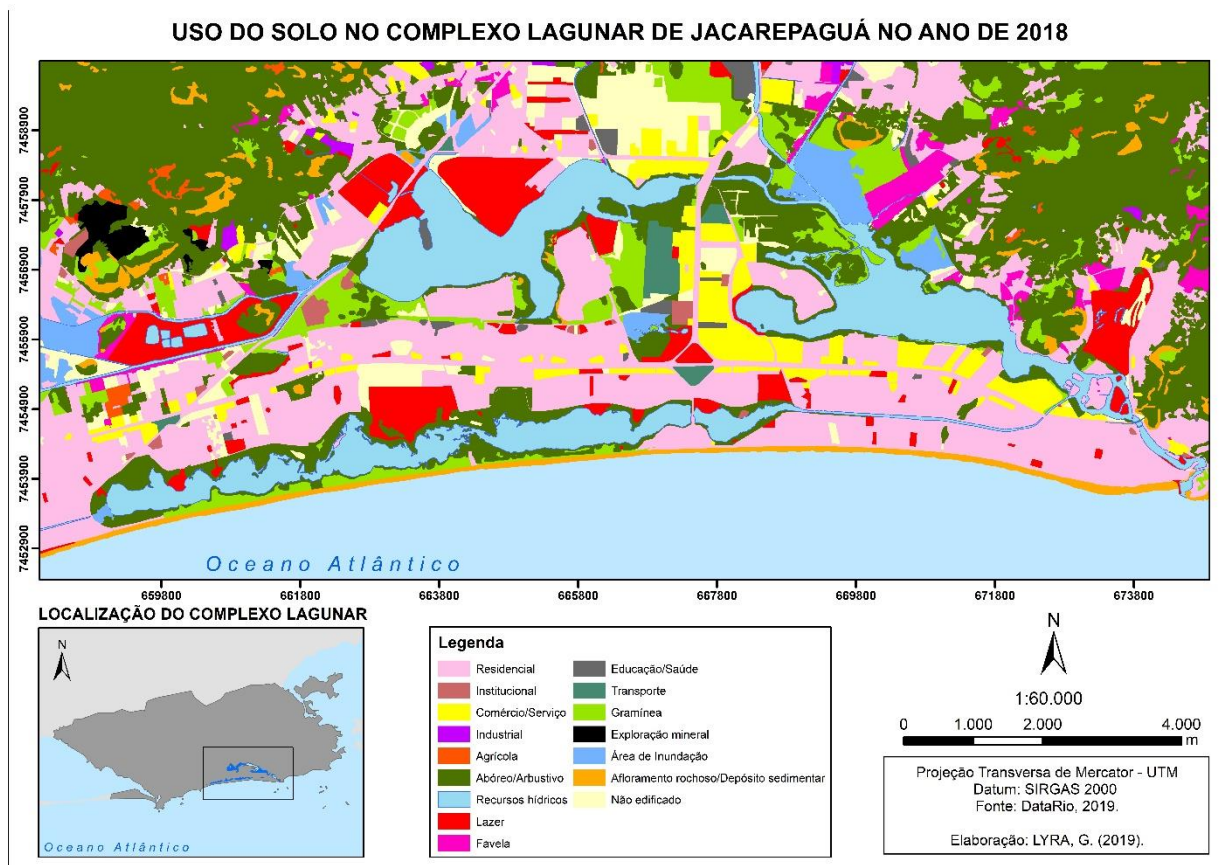 USO DO SOLO NO COMPLEXO LAGUNAR DE JACAREPAGUÁ NO ANO DE 2018
7458900
7457900
7456900
7455900
7454900
7453900
7452900
Oceano Atlântico
659800
661800
663800
665800
667800
669800
671800
673800
LOCALIZAÇÃO DO COMPLEXO LAGUNAR
N
Oceano Atlântico
Legenda
Residencial
Institucional
Comércio/Serviço
Industrial
Agrícola
Abóreo/Arbustivo
Recursos hídricos
Lazer
Favela
Educação/Saúde
Transporte
Gramínea
Exploração mineral
Área de Inundação
Afloramento rochoso/Depósito sedimentar
Não edificado
N
1:60.000
0 1.000 2.000 4.000
m
Projeção Transversa de Mercator - UTM
Datum: SIRGAS 2000
Fonte: DataRio, 2019.
Elaboração: LYRA, G. (2019).